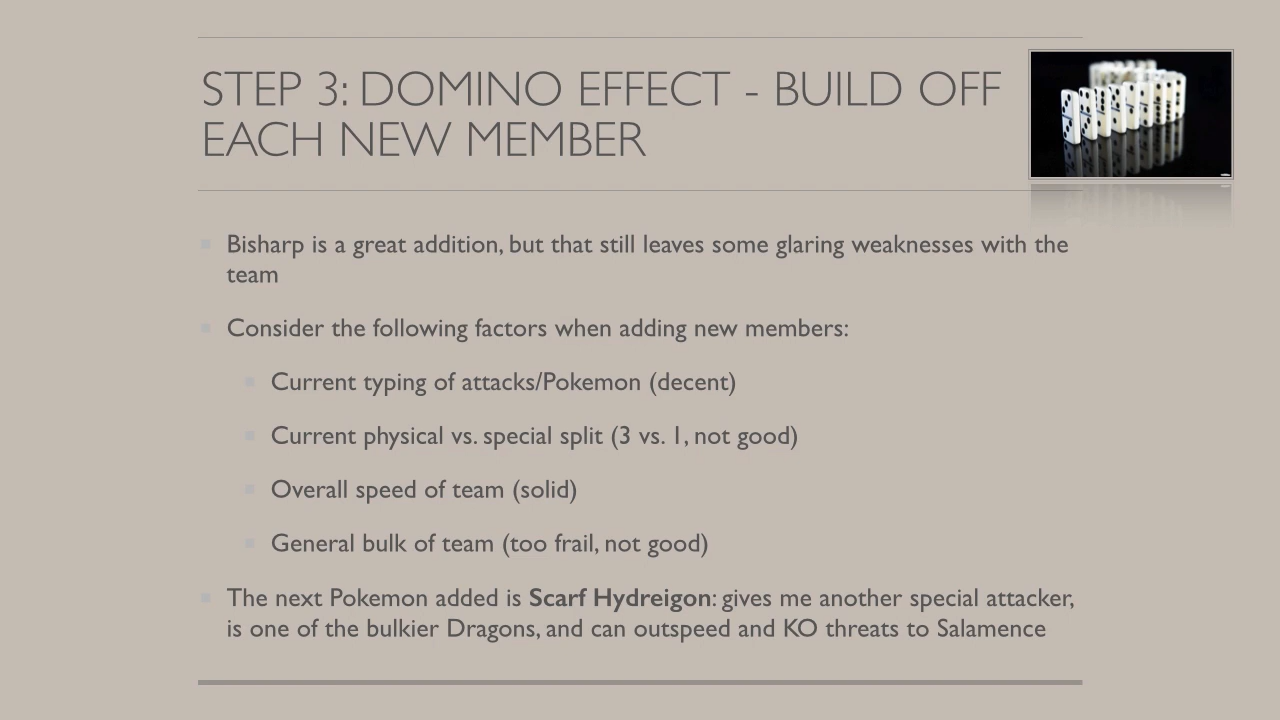 STEP 3: DOMINO EFFECT - BUILD OFF
EACH NEW MEMBER
Bisharp is a great addition, but that still leaves some glaring weaknesses with the
team
Consider the following factors when adding new members:
Current typing of attacks/Pokemon (decent)
Current physical vs. special split (3 vs. 1, not good)
Overall speed of team (solid)
General bulk of team (too frail, not good)
The next Pokemon added is Scarf Hydreigon: gives me another special attacker,
is one of the bulkier Dragons, and can outspeed and KO threats to Salamence